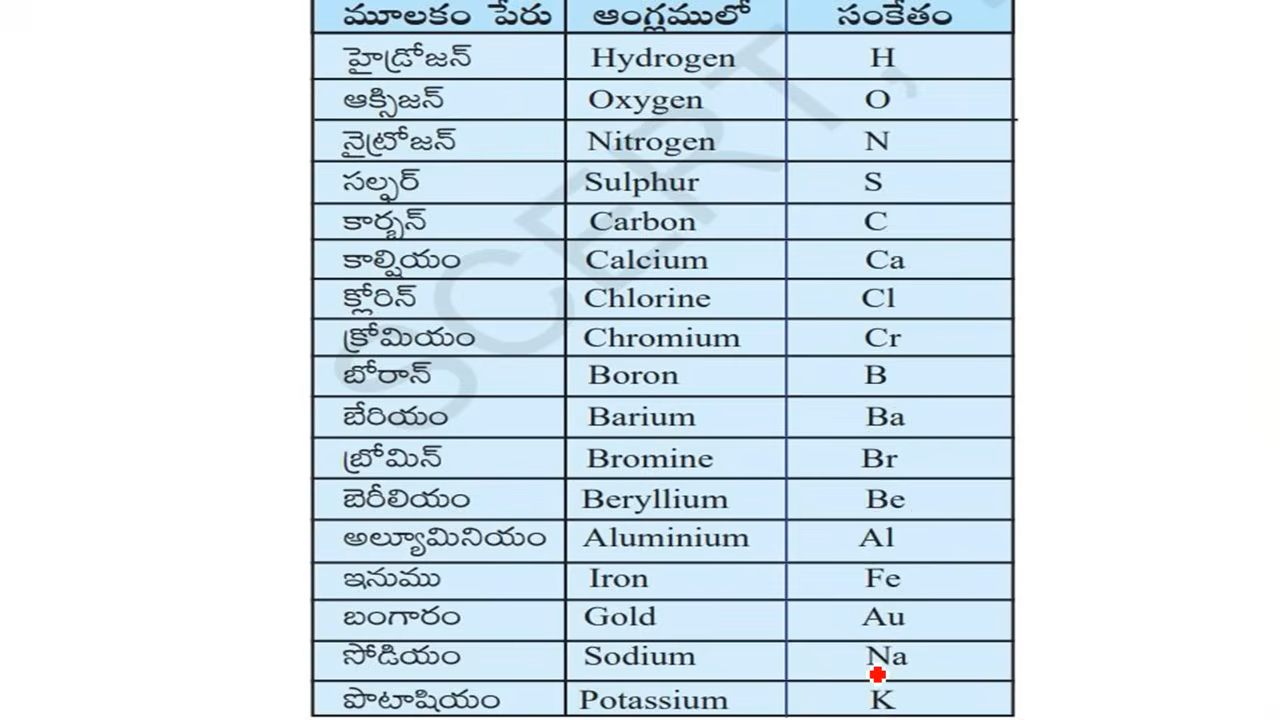 మూలకం పేరు ఆంగ్లములో సంకేతం
హైడ్రోజన్ Hydrogen H
ఆక్సిజన్ Oxygen O
నైట్రోజన్ Nitrogen N
సల్ఫర్ Sulphur S
కార్బన్ Carbon C
కాల్షియం Calcium Ca
క్లోరిన్ Chlorine Cl
క్రోమియం Chromium Cr
బోరాన్ Boron B
బేరియం Barium Ba
బ్రోమిన్ Bromine Br
బెరీలియం Beryllium Be
అల్యూమినియం Aluminium Al
ఇనుము Iron Fe
బంగారం Gold Au
సోడియం Sodium Na
పొటాషియం Potassium K
SCERT,